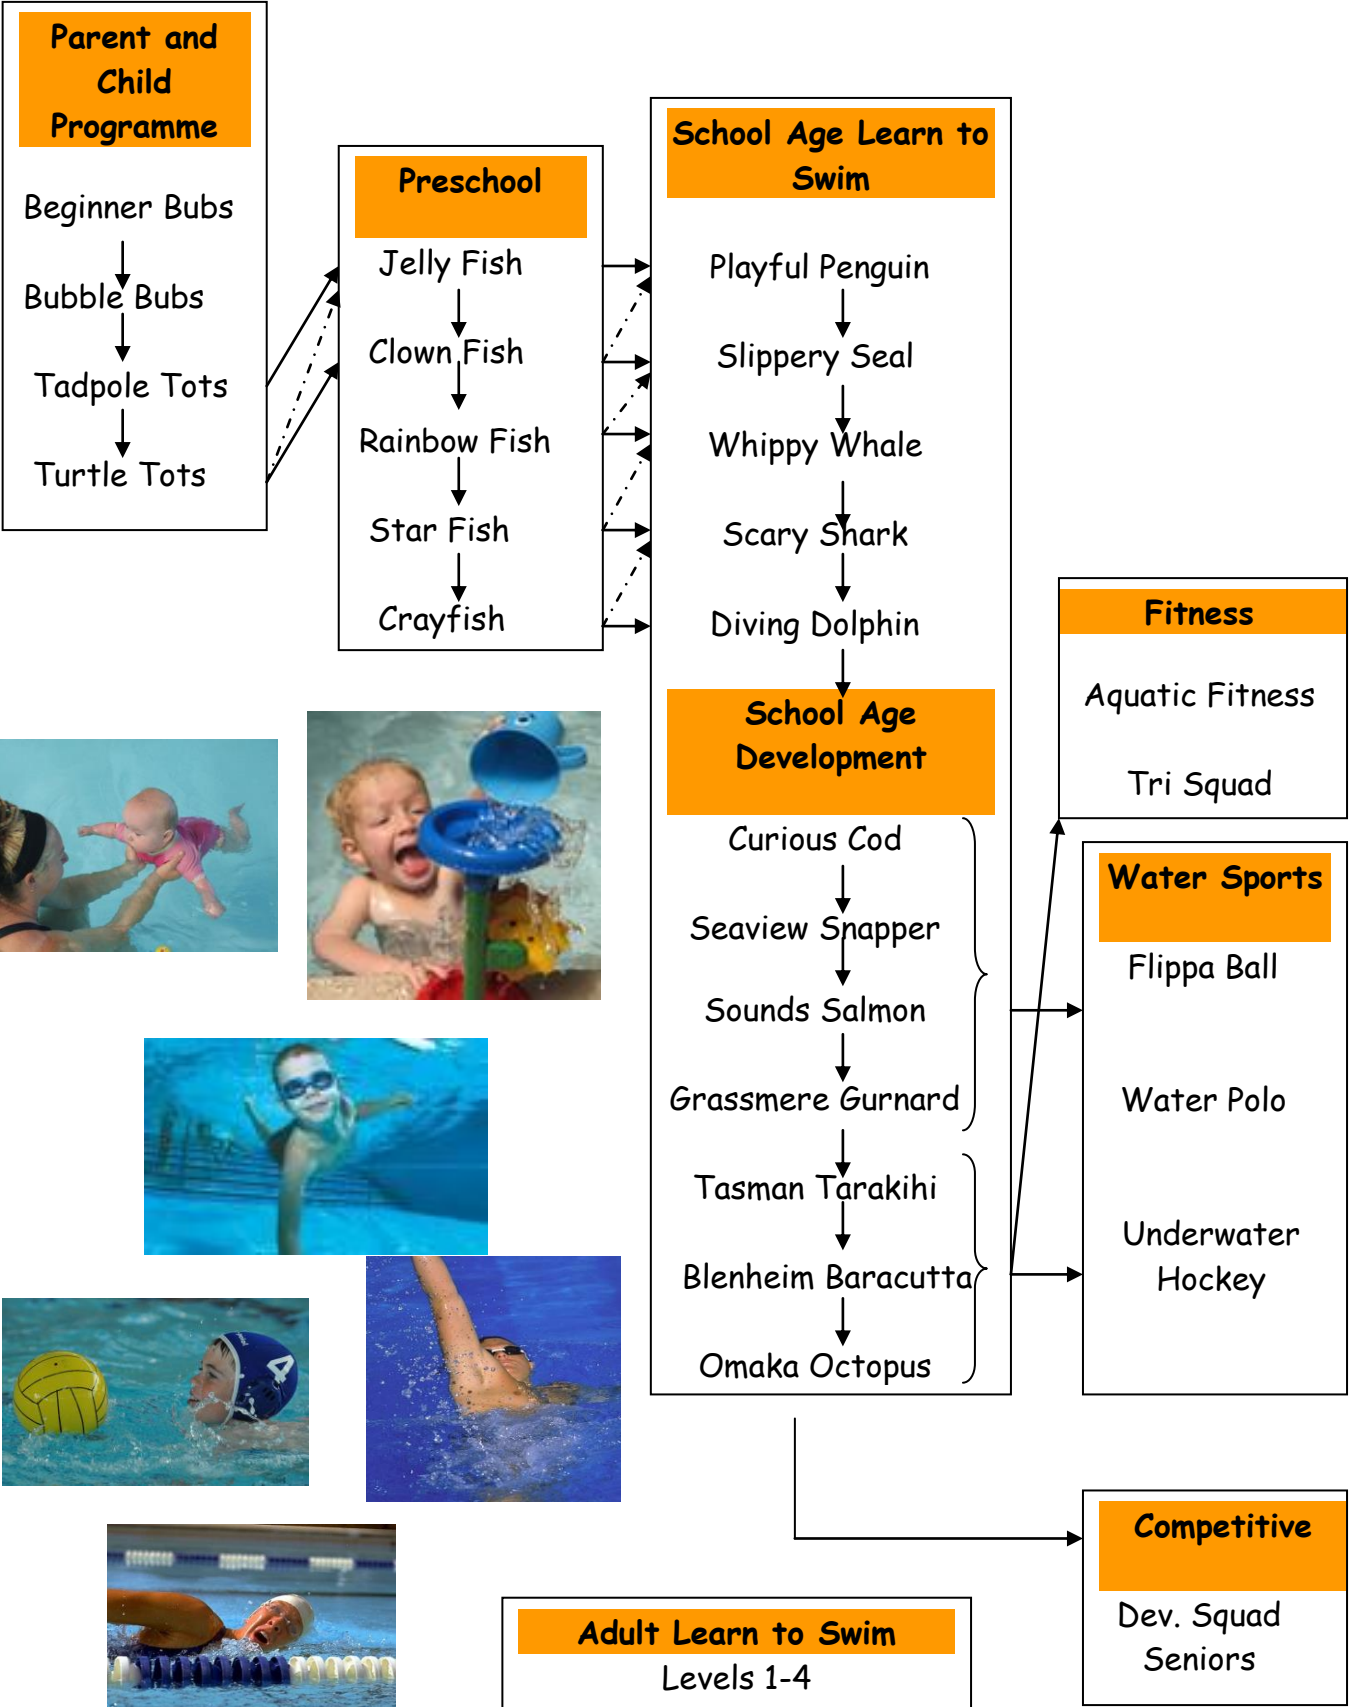 Parent and
Child
Programme
Beginner Bubs
Bubble Bubs
Tadpole Tots
Turtle Tots
Preschool
Jelly Fish
Clown Fish
Rainbow Fish
Star Fish
Crayfish
School Age Learn to
Swim
Playful Penguin
Slippery Seal
Whippy Whale
Scary Shark
Diving Dolphin
School Age
Development
Curious Cod
Seaview Snapper
Sounds Salmon
Grassmere Gurnard
Tasman Tarakihi
Blenheim Baracutta
Omaka Octopus
Fitness
Aquatic Fitness
Tri Squad
Water Sports
Flippa Ball
Water Polo
Underwater
Hockey
Competitive
Dev. Squad
Seniors
Adult Learn to Swim
Levels 1-4
4